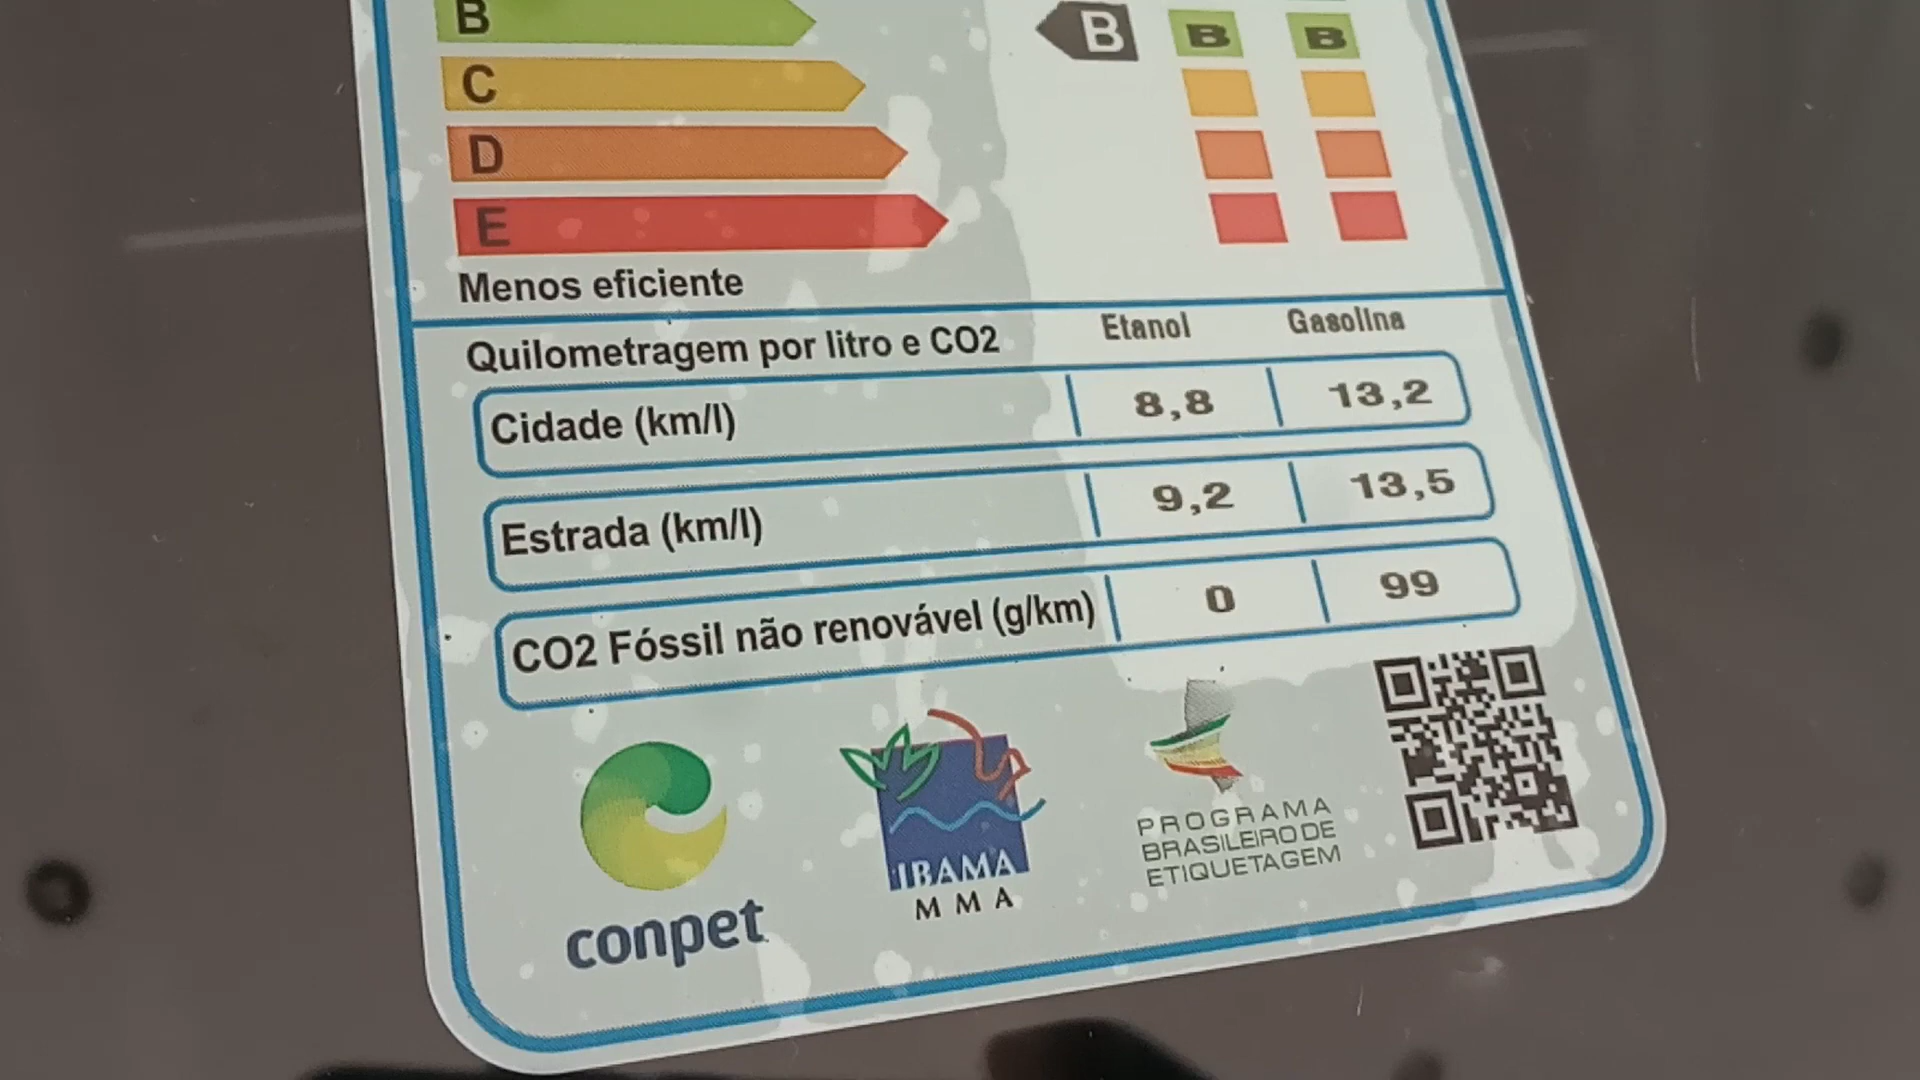 B B B B
C
D
E
Menos eficiente
Quilometragem por litro e CO2 Etanol Gasolina
Cidade (km/l) 8,8 13,2
Estrada (km/l) 9,2 13,5
CO2 Fóssil não renovável (g/km) 0 99
conpet
IBAMA
MMA
PROGRAMA
BRASILEIRO DE
ETIQUETAGEM